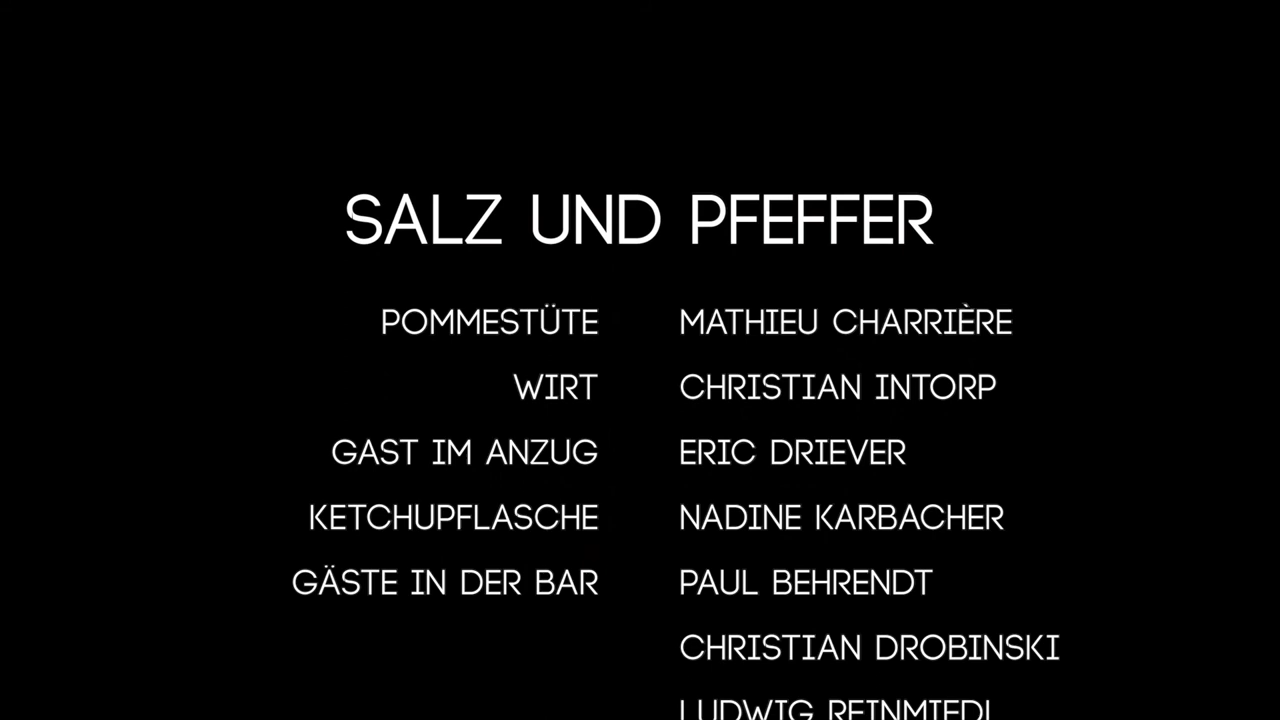 SALZ UND PFEFFER
POMMESTÜTE MATHIEU CHARRIÈRE
WIRT CHRISTIAN INTORP
GAST IM ANZUG ERIC DRIEVER
KETCHUPFLASCHE NADINE KARBACHER
GÄSTE IN DER BAR PAUL BEHRENDT
CHRISTIAN DROBINSKI
LUDWIG